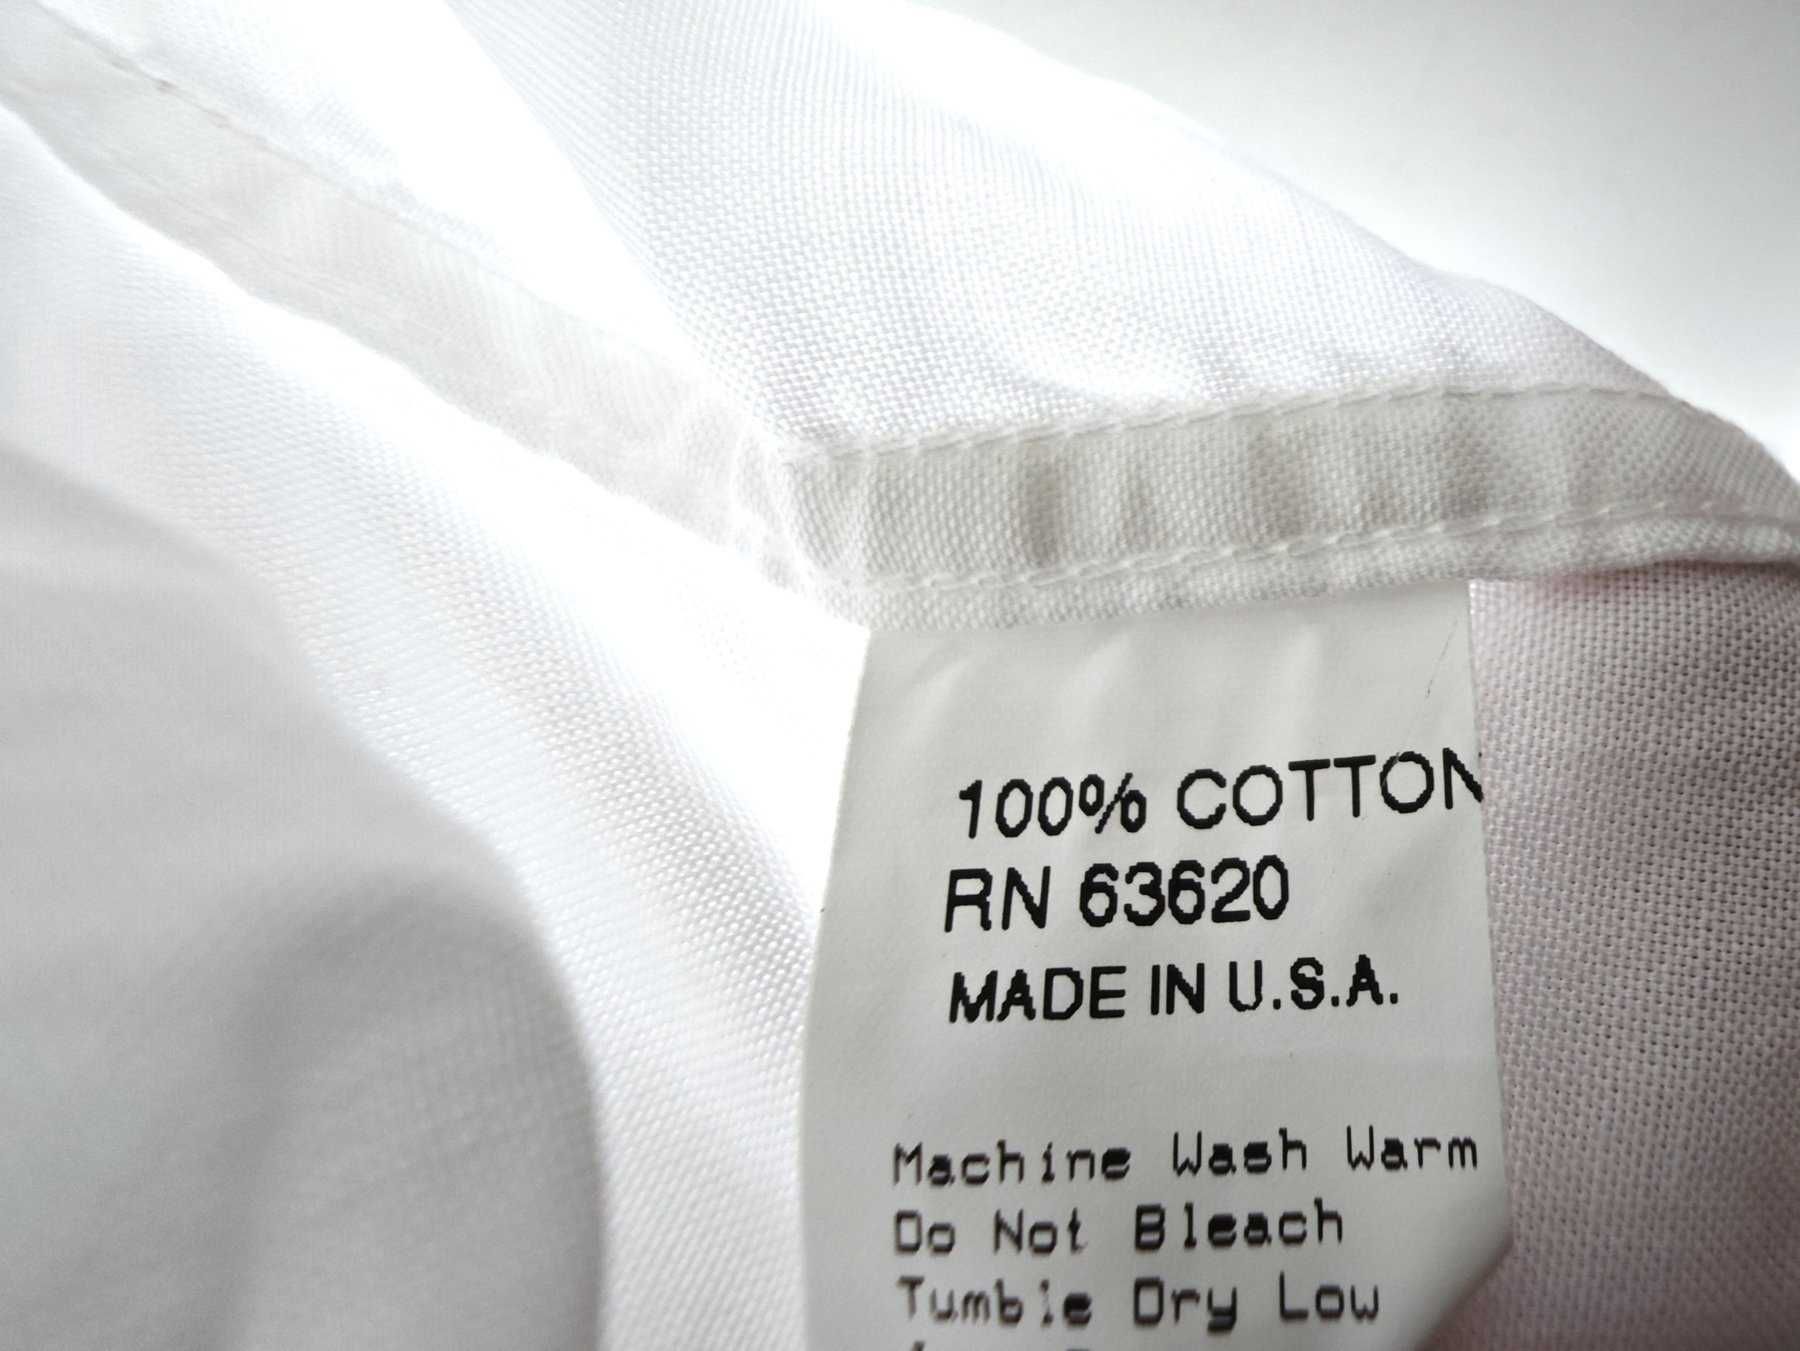 100% COTTON
RN 63620
MADE IN U.S.A.
Machine Wash Warm
Do Not Bleach
Tumble Dry Low